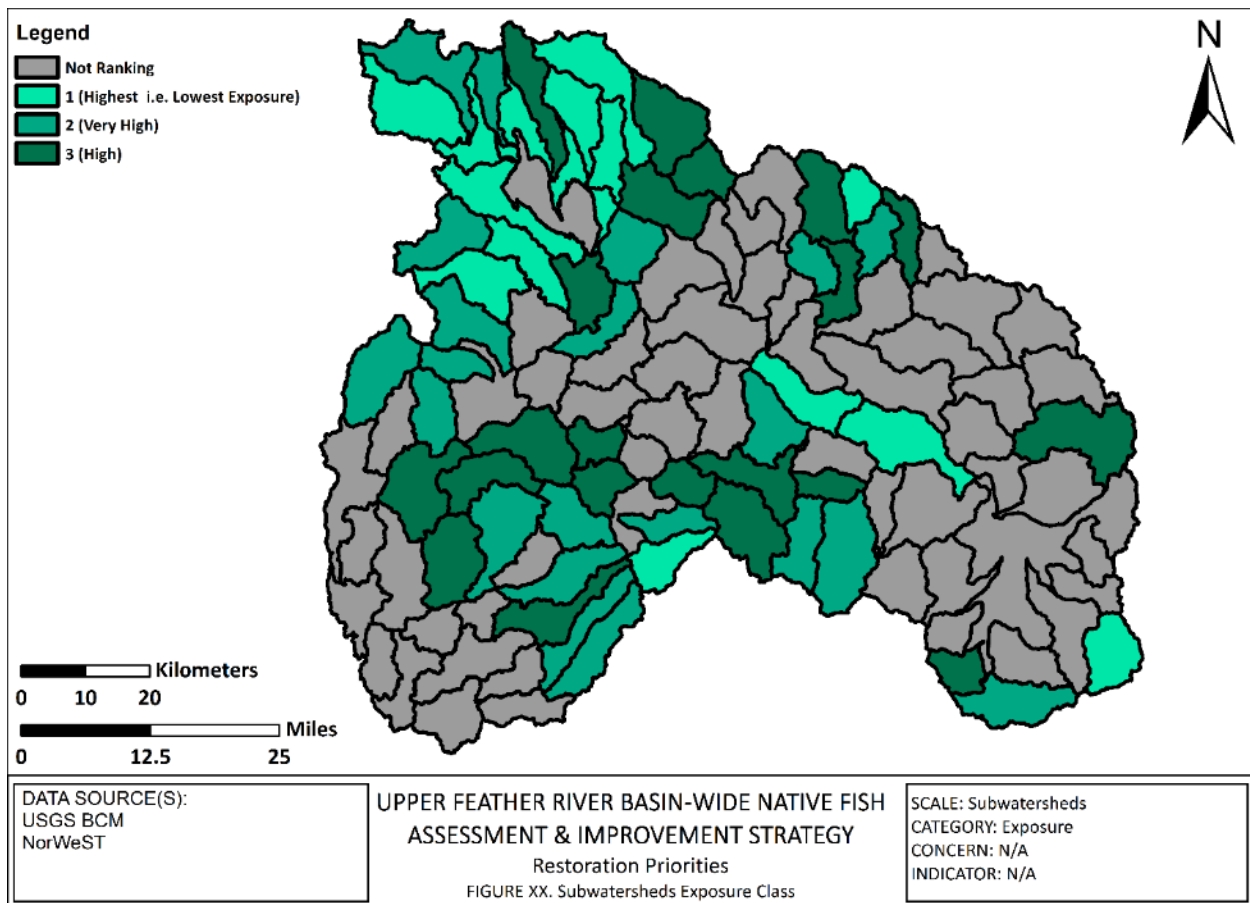 Legend
Not Ranking
1 (Highest i.e. Lowest Exposure)
2 (Very High)
3 (High)
N
Kilometers
0 10 20
Miles
0 12.5 25
DATA SOURCE(S):
USGS BCM
NorWeST
UPPER FEATHER RIVER BASIN-WIDE NATIVE FISH
ASSESSMENT & IMPROVEMENT STRATEGY
Restoration Priorities
FIGURE XX. Subwatersheds Exposure Class
SCALE: Subwatersheds
CATEGORY: Exposure
CONCERN: N/A
INDICATOR: N/A